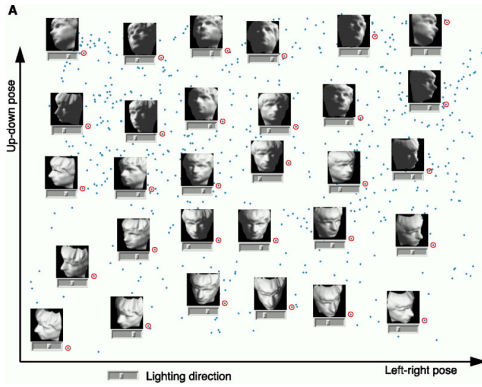 A
Up-down pose
Left-right pose
Lighting direction